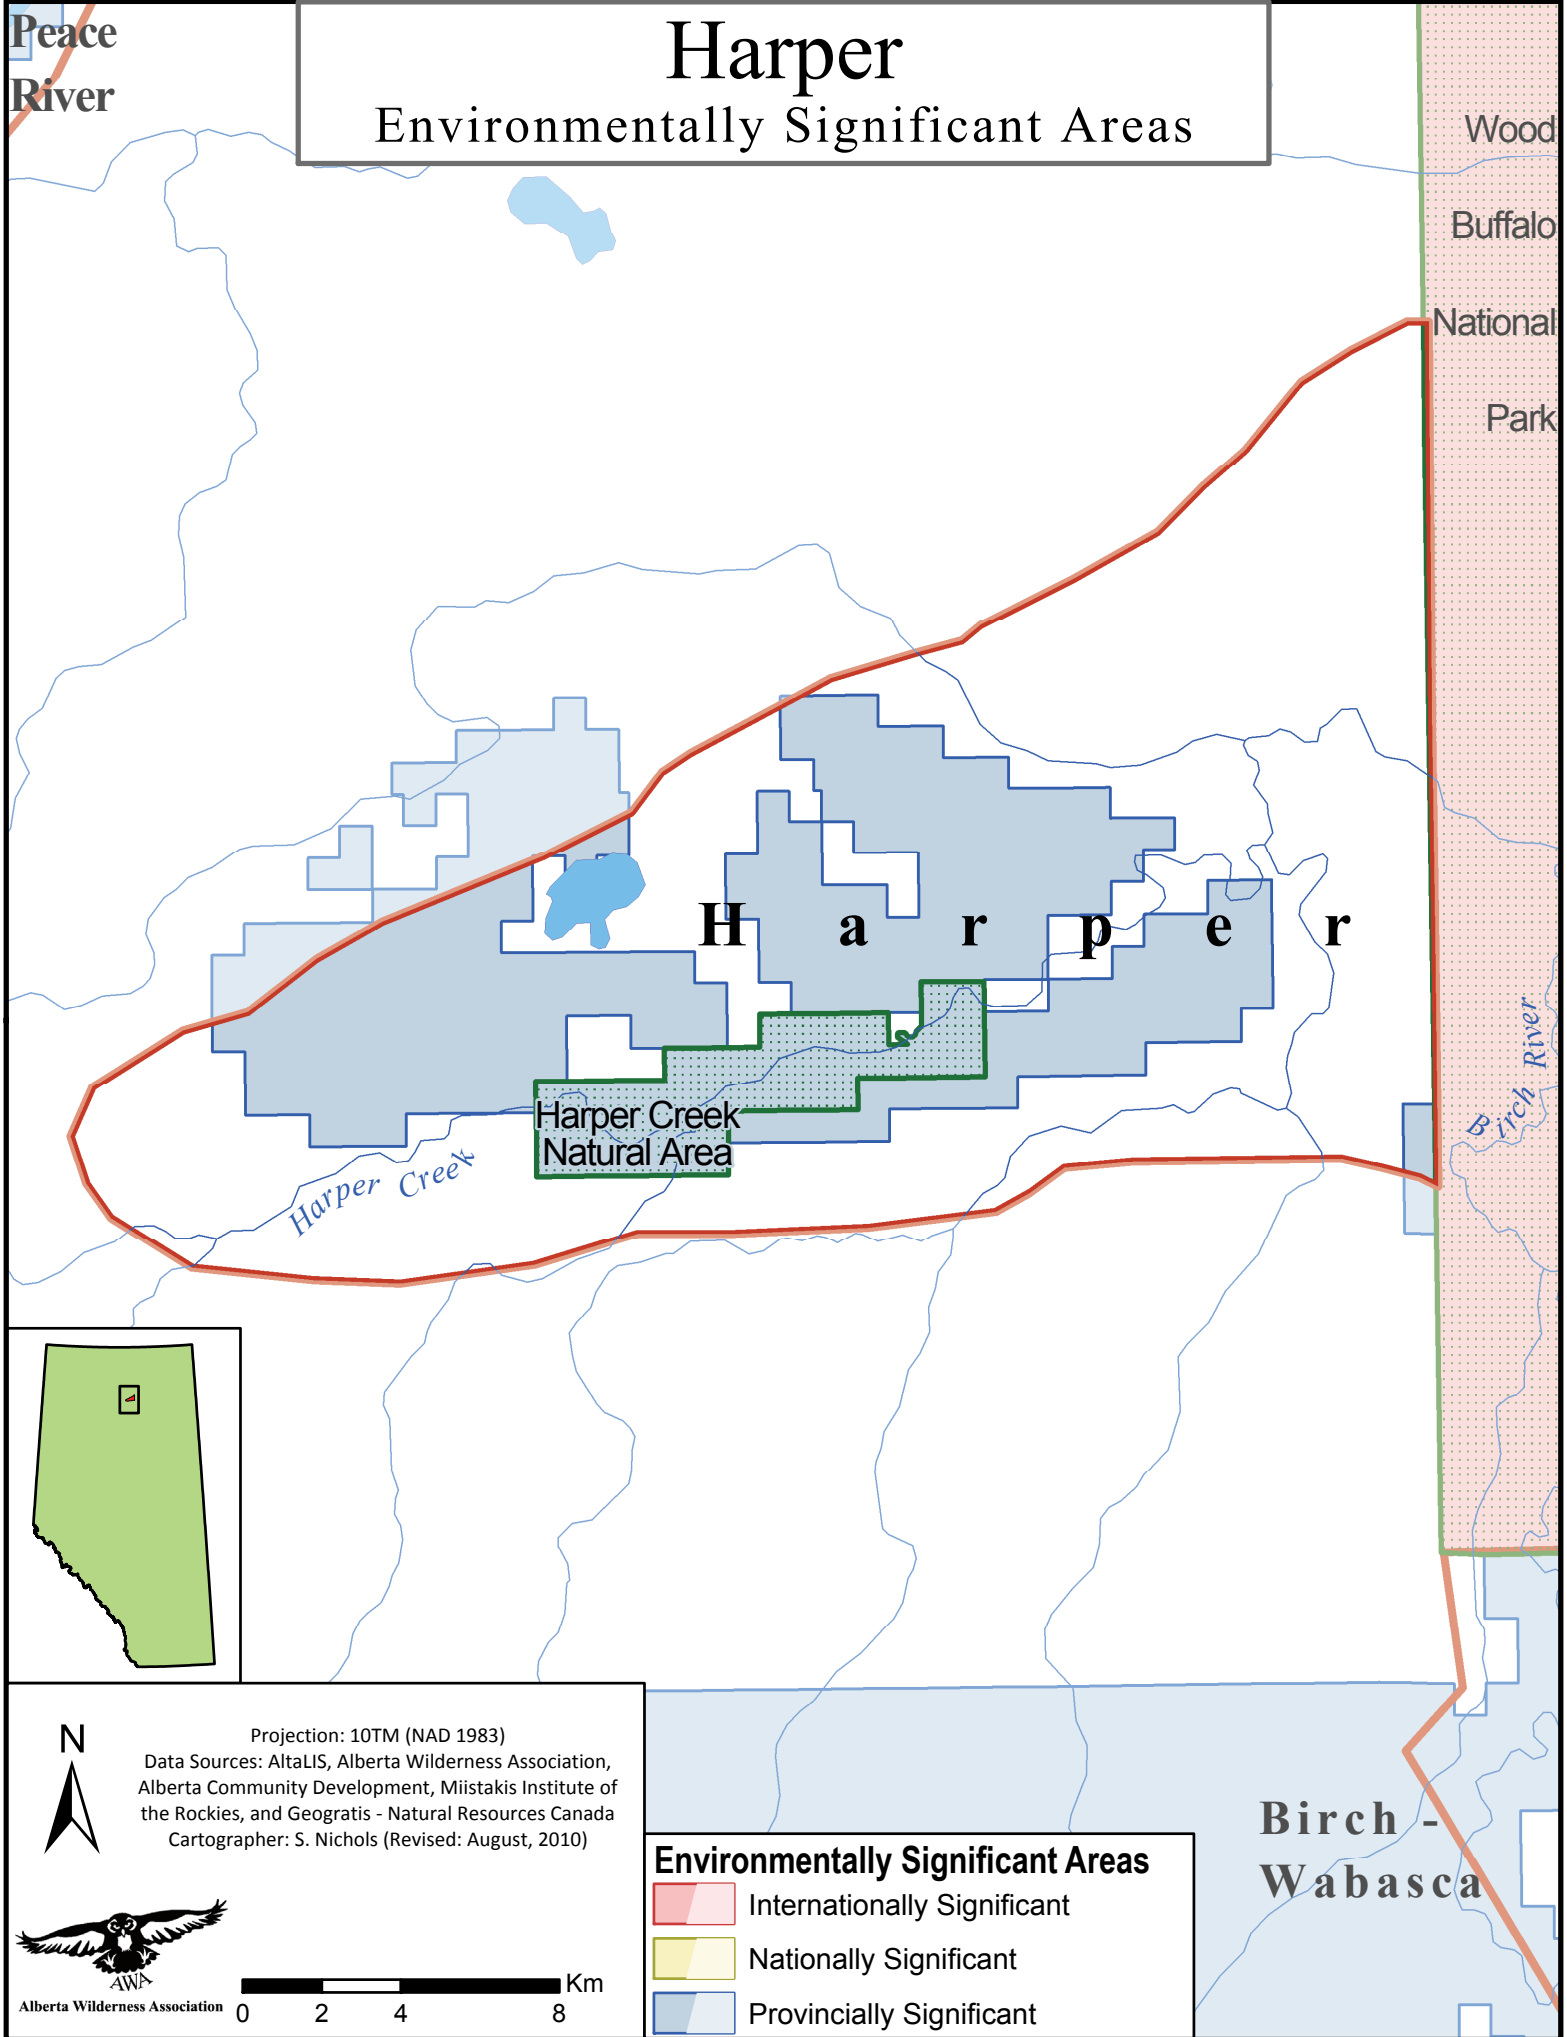 Harper
Environmentally Significant Areas
Peace
River
Wood
Buffalo
National
Park
H a r p e r
Harper Creek
Natural Area
Harper Creek
Birch River
N
Projection: 10TM (NAD 1983)
Data Sources: AltaLIS, Alberta Wilderness Association,
Alberta Community Development, Miistakis Institute of
the Rockies, and Geogratis - Natural Resources Canada
Cartographer: S. Nichols (Revised: August, 2010)
AWA
Alberta Wilderness Association
Km
0 2 4 8
Environmentally Significant Areas
Internationally Significant
Nationally Significant
Provincially Significant
Birch -
Wabasca